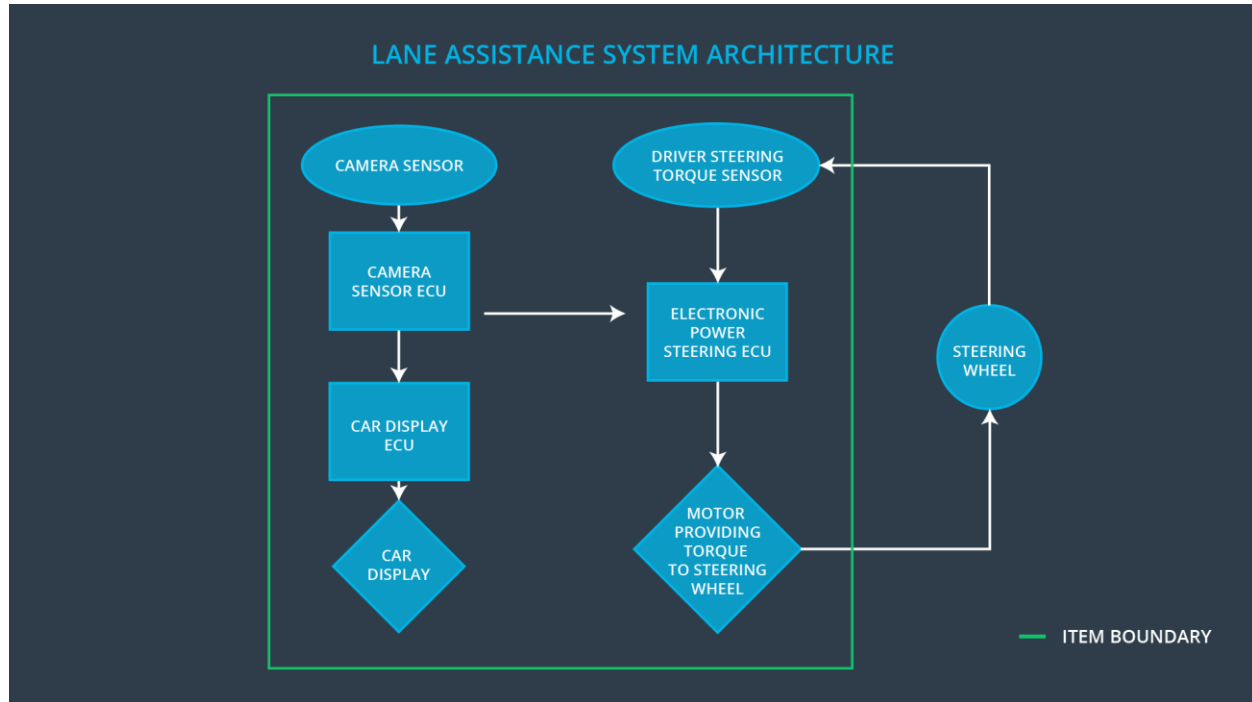 LANE ASSISTANCE SYSTEM ARCHITECTURE
CAMERA SENSOR
CAMERA
SENSOR ECU
CAR DISPLAY
ECU
CAR
DISPLAY
DRIVER STEERING
TORQUE SENSOR
ELECTRONIC
POWER
STEERING ECU
MOTOR
PROVIDING
TORQUE
TO STEERING
WHEEL
STEERING
WHEEL
ITEM BOUNDARY